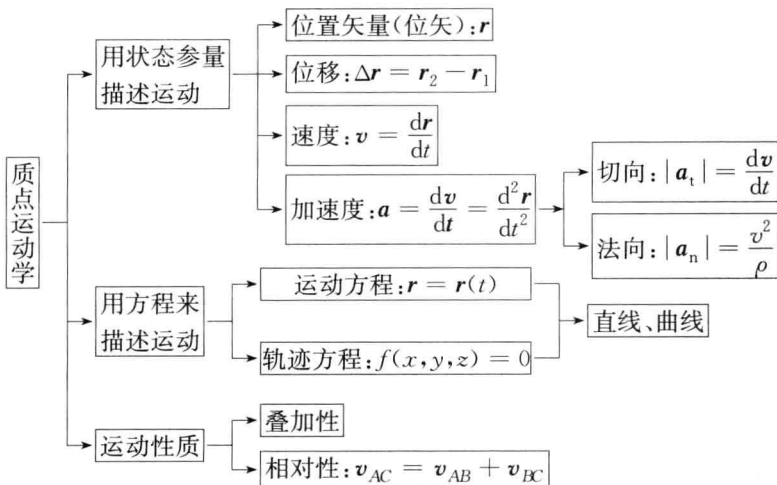 质点运动学
用状态参量
描述运动
位置矢量(位矢):r
位移:Δr = r₂ − r₁
速度:v = dr/dt
加速度:a = dv/dt = d²r/dt²
切向:|aₜ| = dv/dt
法向:|aₙ| = v²/ρ
用方程来
描述运动
运动方程:r = r(t)
轨迹方程:f(x,y,z) = 0
直线、曲线
运动性质
叠加性
相对性:v_AC = v_AB + v_BC